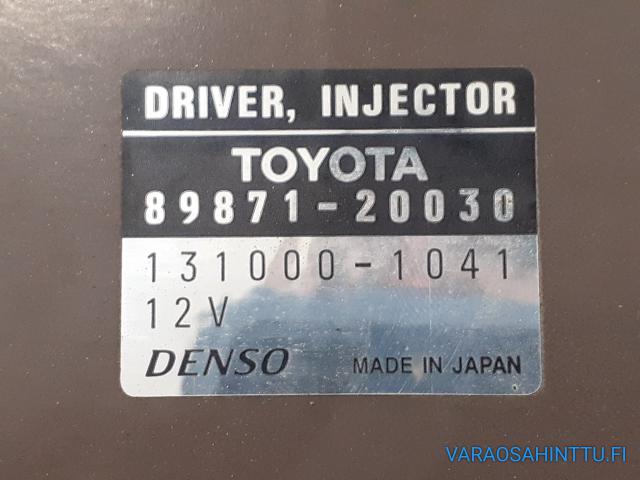 DRIVER, INJECTOR
TOYOTA
89871-20030
131000-1041
12V
DENSO MADE IN JAPAN
VARAOSAHINTTU.FI